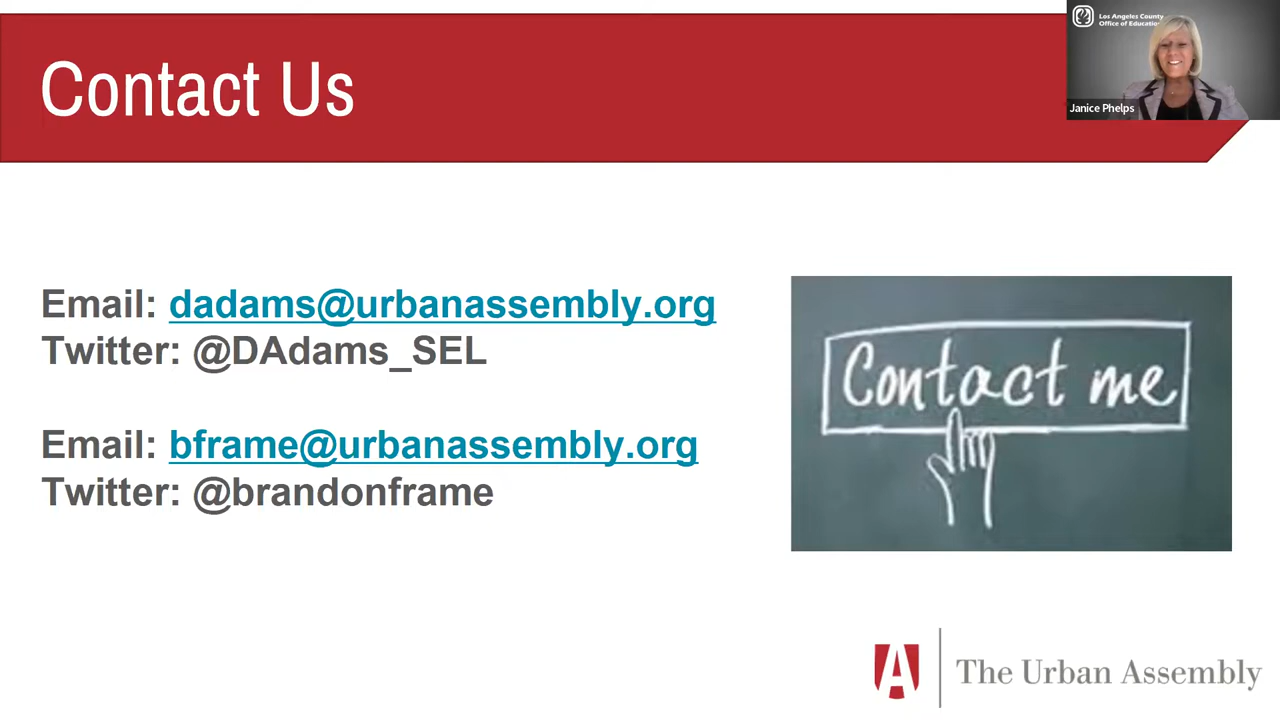 Contact Us
Los Angeles County
Office of Education
Janice Phelps
Email: dadams@urbanassembly.org
Twitter: @DAdams_SEL
Email: bframe@urbanassembly.org
Twitter: @brandonframe
Contact me
A
The Urban Assembly